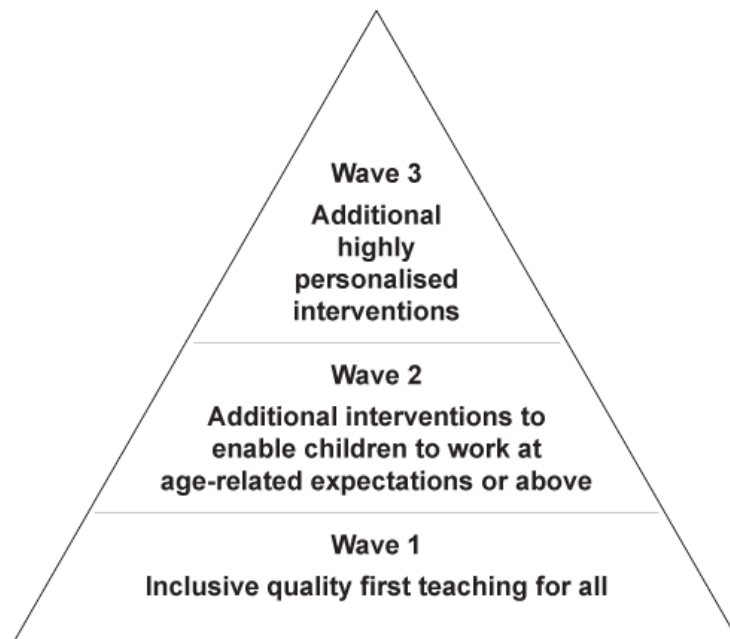 Wave 3
Additional
highly
personalised
interventions
Wave 2
Additional interventions to
enable children to work at
age-related expectations or above
Wave 1
Inclusive quality first teaching for all